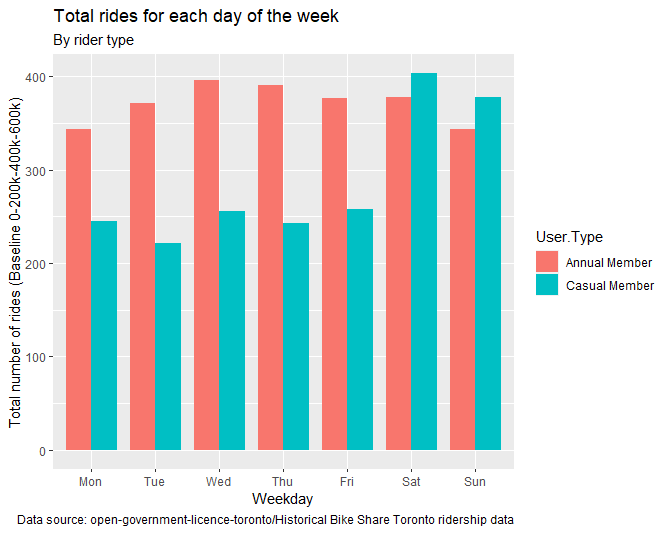 Total rides for each day of the week
By rider type
Total number of rides (Baseline 0-200k-400k-600k)
400
300
200
100
0
Mon Tue Wed Thu Fri Sat Sun
Weekday
User.Type
Annual Member
Casual Member
Data source: open-government-licence-toronto/Historical Bike Share Toronto ridership data